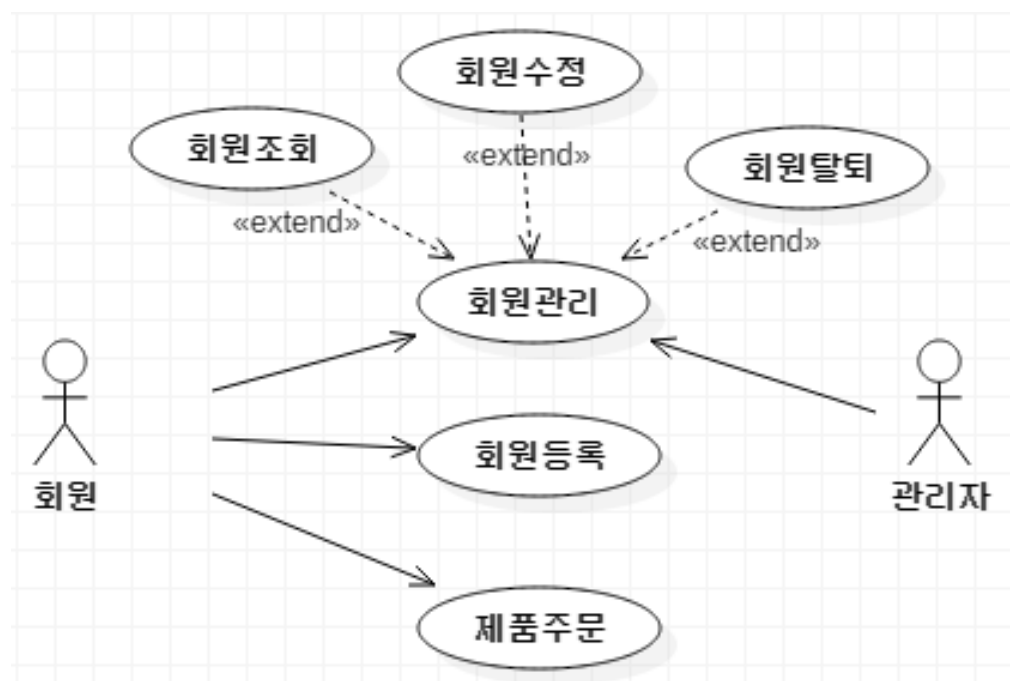 회원수정
회원조회
«extend»
회원탈퇴
«extend»
«extend»
회원관리
회원등록
회원
관리자
제품주문